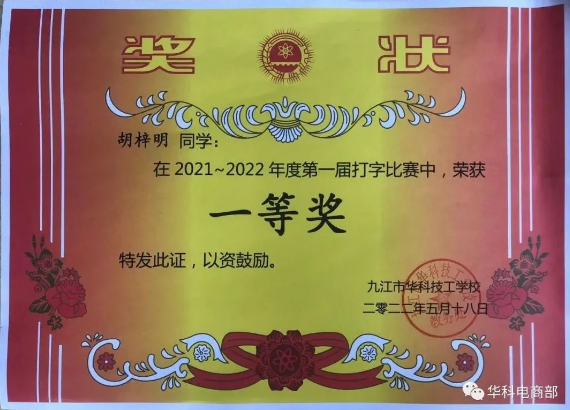 奖 状
胡梓明 同学:
在 2021~2022 年度第一届打字比赛中，荣获
一等奖
特发此证，以资鼓励。
九江市华科技工学校
二零二二年五月十八日
华科电商部